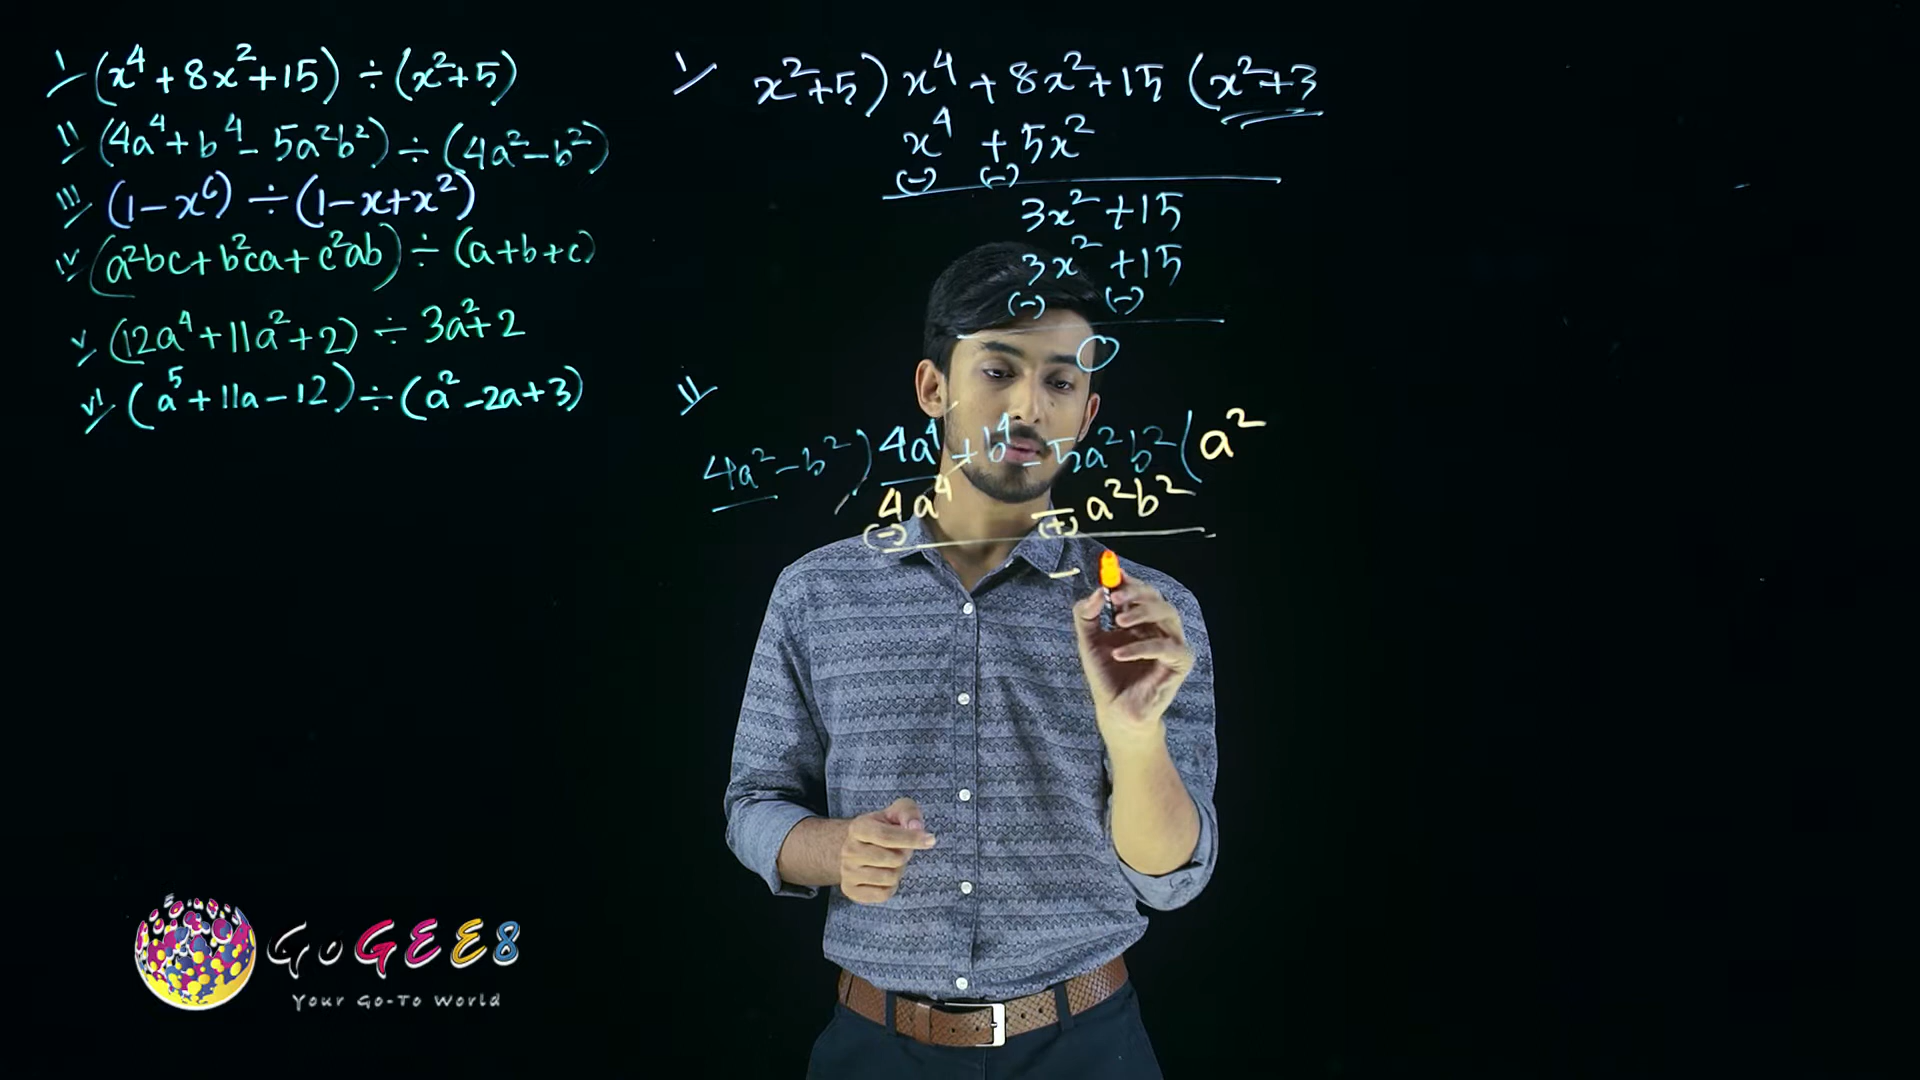 i) (x⁴ + 8x² + 15) ÷ (x² + 5)
ii) (4a⁴ + b⁴ - 5a²b²) ÷ (4a² - b²)
iii) (1 - x⁶) ÷ (1 - x + x²)
iv) (a²bc + b²ca + c²ab) ÷ (a + b + c)
v) (12a⁴ + 11a² + 2) ÷ 3a² + 2
vi) (a⁵ + 11a - 12) ÷ (a² - 2a + 3)
i) x² + 5) x⁴ + 8x² + 15 (x² + 3
x⁴ + 5x²
(-) (-)
3x² + 15
3x² + 15
(-) (-)
0
ii)
4a² - b²) 4a⁴ + b⁴ - 5a²b² (a²
4a⁴ - a²b²
(-) (+)
-
GoGEE8
Your Go-To World